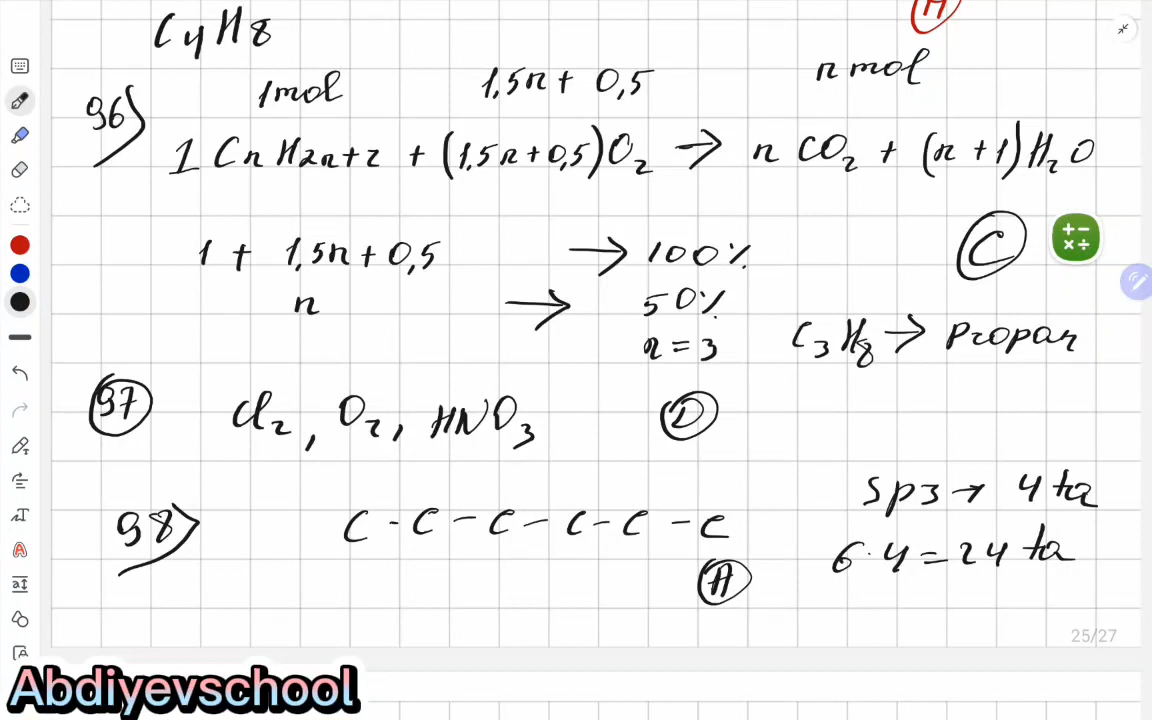 C4H8
A
1mol 1,5n + 0,5 n mol
96) 1 CnH2n+2 + (1,5n+0,5)O2 → n CO2 + (n+1)H2O
1 + 1,5n + 0,5 → 100% C
n → 50%
n = 3 C3H8 → Propan
97 Cl2, O2, HNO3 D
98) C - C - C - C - C - C sp3 → 4 ta
A 6·4 = 24 ta
25/27
Abdiyevschool